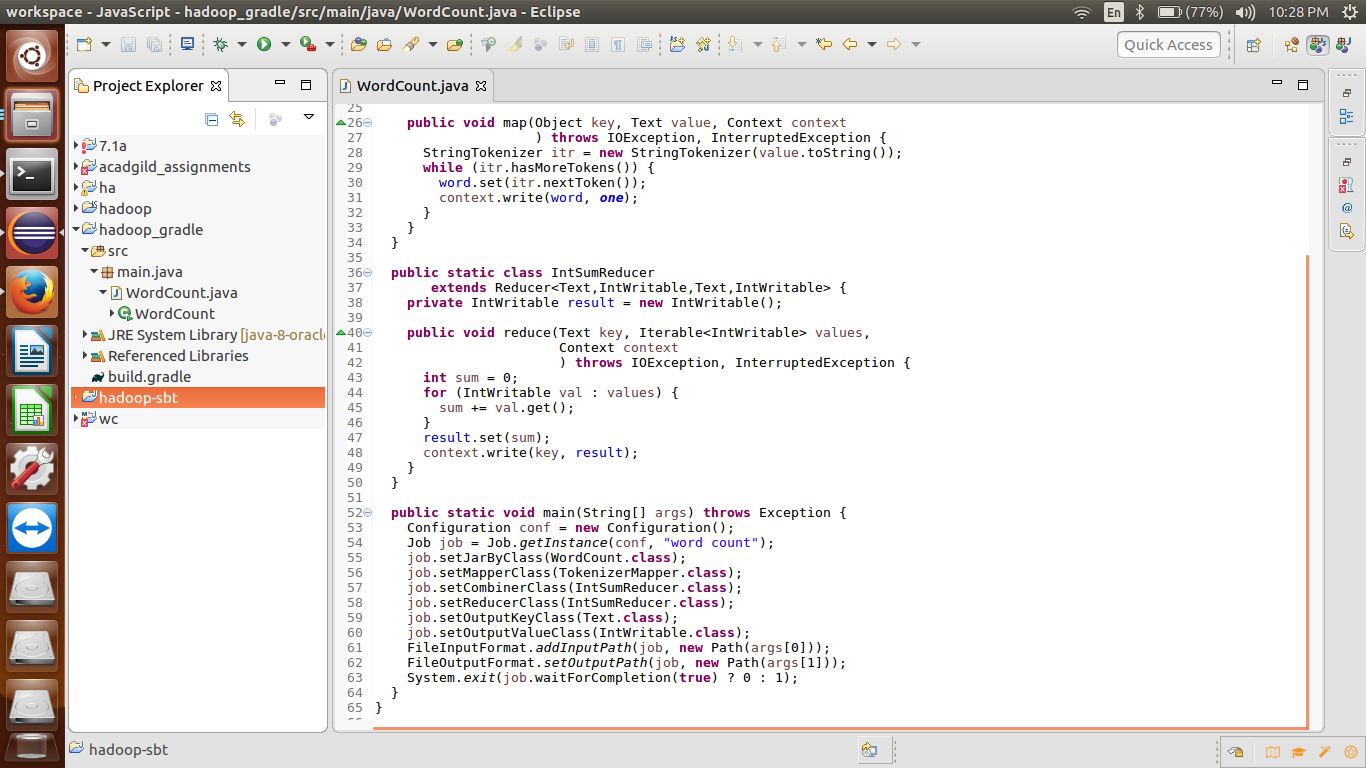 workspace - JavaScript - hadoop_gradle/src/main/java/WordCount.java - Eclipse
En
(77%)
10:28 PM
Quick Access
Project Explorer
7.1a
acadgild_assignments
ha
hadoop
hadoop_gradle
src
main.java
WordCount.java
WordCount
JRE System Library [java-8-oracl
Referenced Libraries
build.gradle
hadoop-sbt
wc
WordCount.java
25
26 public void map(Object key, Text value, Context context
27 ) throws IOException, InterruptedException {
28 StringTokenizer itr = new StringTokenizer(value.toString());
29 while (itr.hasMoreTokens()) {
30 word.set(itr.nextToken());
31 context.write(word, one);
32 }
33 }
34 }
35
36 public static class IntSumReducer
37 extends Reducer<Text,IntWritable,Text,IntWritable> {
38 private IntWritable result = new IntWritable();
39
40 public void reduce(Text key, Iterable<IntWritable> values,
41 Context context
42 ) throws IOException, InterruptedException {
43 int sum = 0;
44 for (IntWritable val : values) {
45 sum += val.get();
46 }
47 result.set(sum);
48 context.write(key, result);
49 }
50 }
51
52 public static void main(String[] args) throws Exception {
53 Configuration conf = new Configuration();
54 Job job = Job.getInstance(conf, "word count");
55 job.setJarByClass(WordCount.class);
56 job.setMapperClass(TokenizerMapper.class);
57 job.setCombinerClass(IntSumReducer.class);
58 job.setReducerClass(IntSumReducer.class);
59 job.setOutputKeyClass(Text.class);
60 job.setOutputValueClass(IntWritable.class);
61 FileInputFormat.addInputPath(job, new Path(args[0]));
62 FileOutputFormat.setOutputPath(job, new Path(args[1]));
63 System.exit(job.waitForCompletion(true) ? 0 : 1);
64 }
65 }
hadoop-sbt